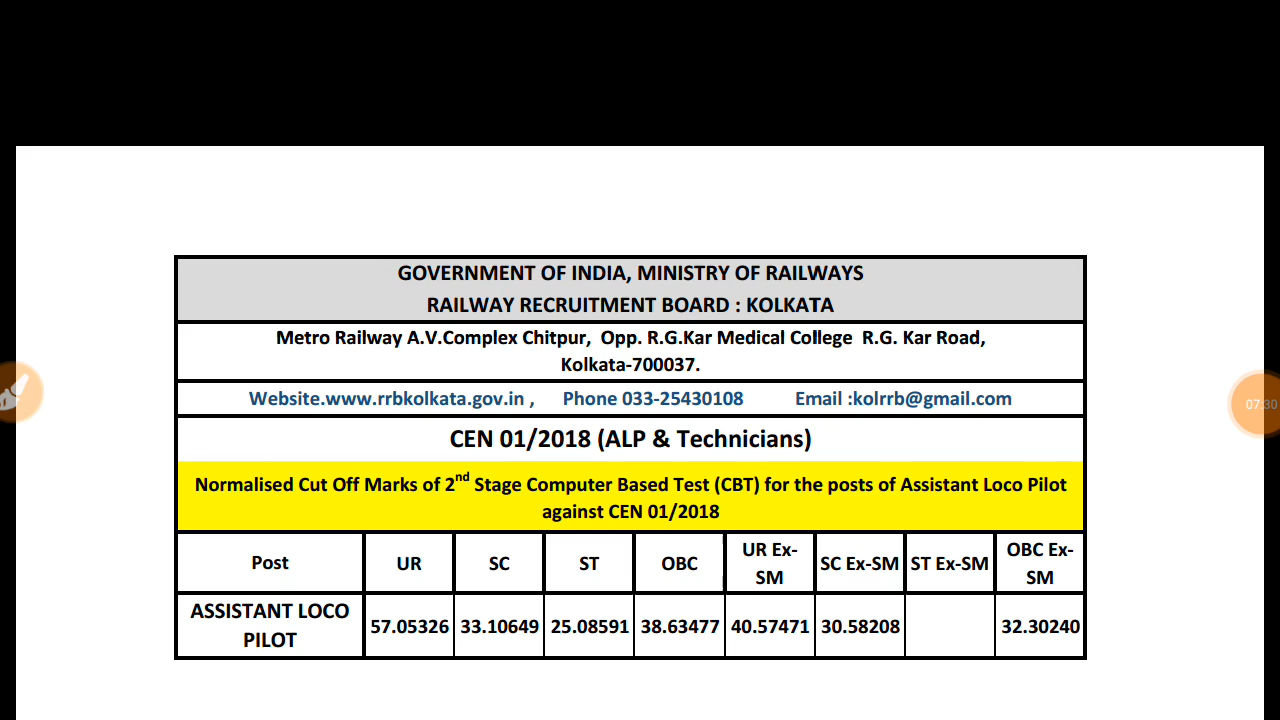 GOVERNMENT OF INDIA, MINISTRY OF RAILWAYS
RAILWAY RECRUITMENT BOARD : KOLKATA
Metro Railway A.V.Complex Chitpur, Opp. R.G.Kar Medical College R.G. Kar Road,
Kolkata-700037.
Website.www.rrbkolkata.gov.in , Phone 033-25430108 Email :kolrrb@gmail.com
CEN 01/2018 (ALP & Technicians)
Normalised Cut Off Marks of 2nd Stage Computer Based Test (CBT) for the posts of Assistant Loco Pilot
against CEN 01/2018
Post UR SC ST OBC UR Ex-SM SC Ex-SM ST Ex-SM OBC Ex-SM
ASSISTANT LOCO PILOT 57.05326 33.10649 25.08591 38.63477 40.57471 30.58208 32.30240
07:30